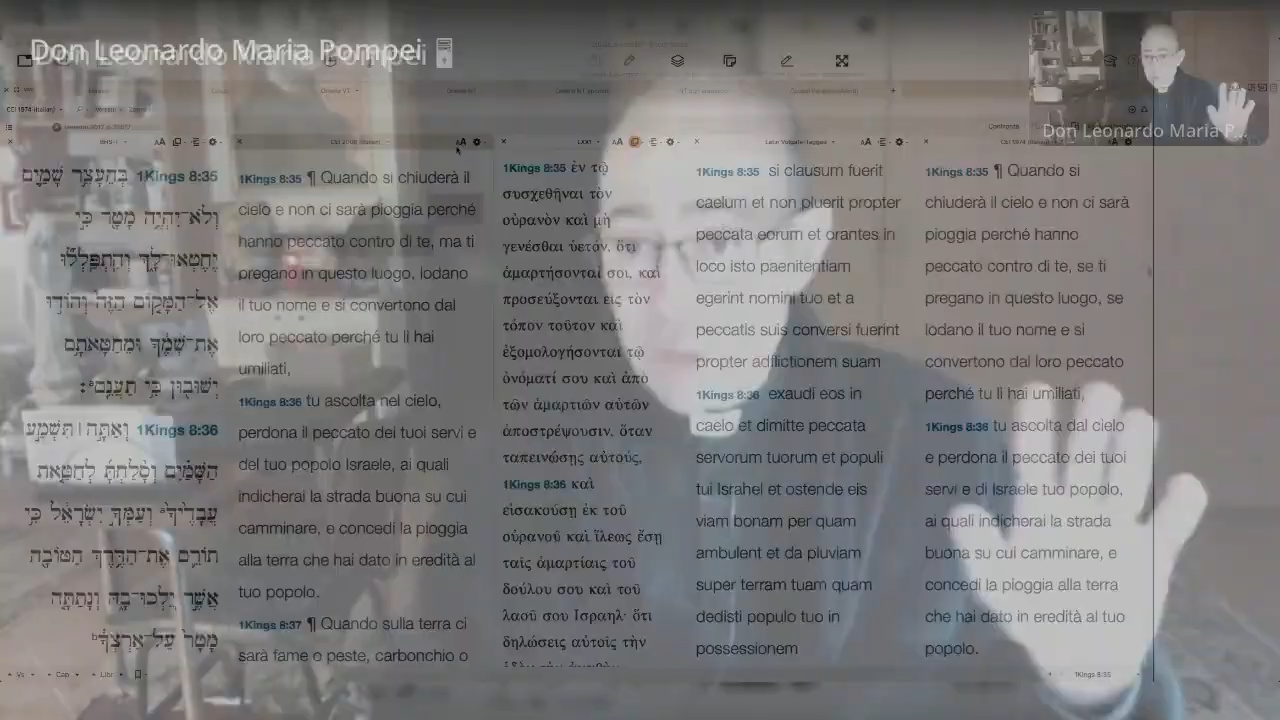 Don Leonardo Maria Pompei
Don Leonardo Maria P...
CCI 1974 (Italian)
BHS-T
CEI 2008 (Italian)
LXX1
CEI 1974 (Italian)
1Kings 8:35 בְּהֵעָצֵ֥ר שָׁמַ֛יִם
וְלֹא־יִהְיֶ֥ה מָטָ֖ר כִּ֣י
יֶחֶטְאוּ־לָ֑ךְ וְהִֽתְפַּֽלְל֞וּ
אֶל־הַמָּק֤וֹם הַזֶּה֙ וְהוֹד֣וּ
אֶת־שְׁמֶ֔ךָ וּמֵחַטָּאתָ֥ם
יְשׁוּב֖וּן כִּ֥י תַעֲנֵֽם׃
1Kings 8:36 וְאַתָּ֣ה ׀ תִּשְׁמַ֣ע
הַשָּׁמַ֗יִם וְסָ֨לַחְתָּ֜ לְחַטַּ֤את
עֲבָדֶ֙יךָ֙ וְעַמְּךָ֣ יִשְׂרָאֵ֔ל כִּ֥י
תוֹרֵ֛ם אֶת־הַדֶּ֥רֶךְ הַטּוֹבָ֖ה
אֲשֶׁ֣ר יֵֽלְכוּ־בָ֑הּ וְנָתַתָּ֤ה
מָטָר֙ עַל־אַרְצְךָ֔
1Kings 8:35 ¶ Quando si chiuderà il
cielo e non ci sarà pioggia perché
hanno peccato contro di te, ma ti
pregano in questo luogo, lodano
il tuo nome e si convertono dal
loro peccato perché tu li hai
umiliati,
1Kings 8:36 tu ascolta nel cielo,
perdona il peccato dei tuoi servi e
del tuo popolo Israele, ai quali
indicherai la strada buona su cui
camminare, e concedi la pioggia
alla terra che hai dato in eredità al
tuo popolo.
1Kings 8:37 ¶ Quando sulla terra ci
sarà fame o peste, carbonchio o
1Kings 8:35 ἐν τῷ
συσχεθῆναι τὸν
οὐρανὸν καὶ μὴ
γενέσθαι ὑετόν, ὅτι
ἁμαρτήσονταί σοι, καὶ
προσεύξονται εἰς τὸν
τόπον τοῦτον καὶ
ἐξομολογήσονται τῷ
ὀνόματί σου καὶ ἀπὸ
τῶν ἁμαρτιῶν αὐτῶν
ἀποστρέψουσιν, ὅταν
ταπεινώσῃς αὐτούς,
1Kings 8:36 καὶ
εἰσακούσῃ ἐκ τοῦ
οὐρανοῦ καὶ ἵλεως ἔσῃ
ταῖς ἁμαρτίαις τοῦ
δούλου σου καὶ τοῦ
λαοῦ σου Ισραηλ· ὅτι
δηλώσεις αὐτοῖς τὴν
1Kings 8:35 si clausum fuerit
caelum et non pluerit propter
peccata eorum et orantes in
loco isto paenitentiam
egerint nomini tuo et a
peccatis suis conversi fuerint
propter adflictionem suam
1Kings 8:36 exaudi eos in
caelo et dimitte peccata
servorum tuorum et populi
tui Israhel et ostende eis
viam bonam per quam
ambulent et da pluviam
super terram tuam quam
dedisti populo tuo in
possessionem
1Kings 8:35 ¶ Quando si
chiuderà il cielo e non ci sarà
pioggia perché hanno
peccato contro di te, se ti
pregano in questo luogo, se
lodano il tuo nome e si
convertono dal loro peccato
perché tu li hai umiliati,
1Kings 8:36 tu ascolta dal cielo
e perdona il peccato dei tuoi
servi e di Israele tuo popolo,
ai quali indicherai la strada
buona su cui camminare, e
concedi la pioggia alla terra
che hai dato in eredità al tuo
popolo.
1Kings 8:35